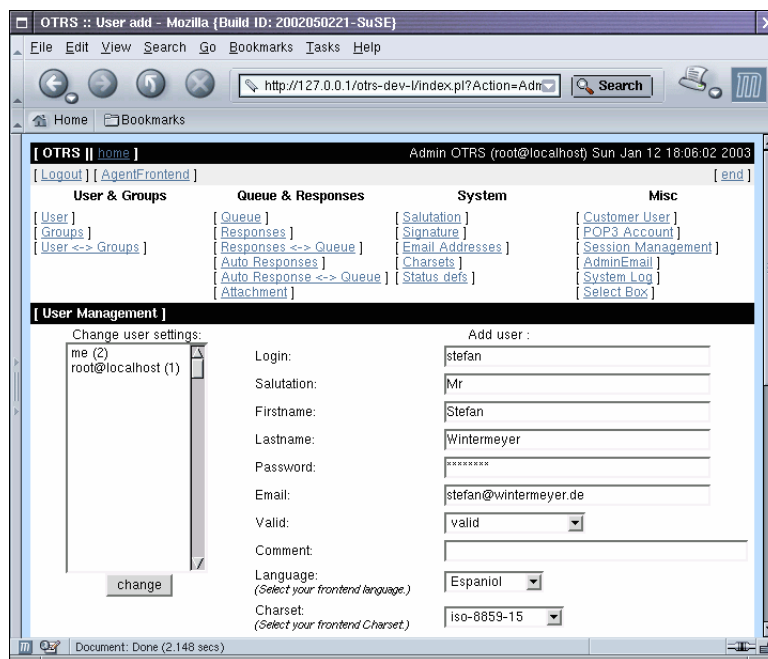 OTRS :: User add - Mozilla {Build ID: 2002050221-SuSE}
File Edit View Search Go Bookmarks Tasks Help
http://127.0.0.1/otrs-dev-l/index.pl?Action=Adm Search
Home Bookmarks
[ OTRS || home ] Admin OTRS (root@localhost) Sun Jan 12 18:06:02 2003
[ Logout ] [ AgentFrontend ] [ end ]
User & Groups Queue & Responses System Misc
[ User ] [ Queue ] [ Salutation ] [ Customer User ]
[ Groups ] [ Responses ] [ Signature ] [ POP3 Account ]
[ User <-> Groups ] [ Responses <-> Queue ] [ Email Addresses ] [ Session Management ]
[ Auto Responses ] [ Charsets ] [ AdminEmail ]
[ Auto Response <-> Queue ] [ Status defs ] [ System Log ]
[ Attachment ] [ Select Box ]
[ User Management ]
Change user settings: Add user :
me (2)
root@localhost (1)
change
Login: stefan
Salutation: Mr
Firstname: Stefan
Lastname: Wintermeyer
Password: ********
Email: stefan@wintermeyer.de
Valid: valid
Comment:
Language: Espaniol
(Select your frontend language.)
Charset: iso-8859-15
(Select your frontend Charset.)
Document: Done (2.148 secs)